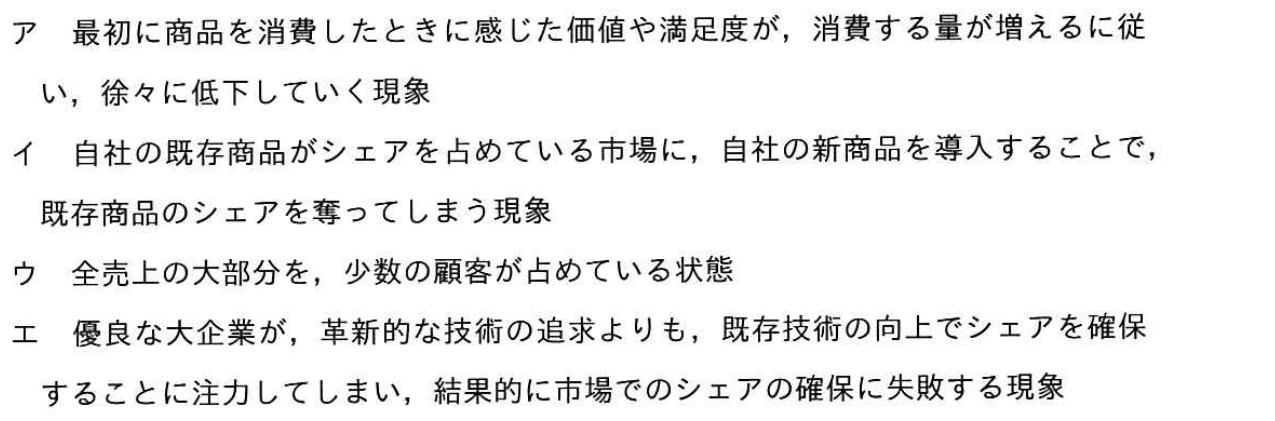 ア　最初に商品を消費したときに感じた価値や満足度が，消費する量が増えるに従
い，徐々に低下していく現象
イ　自社の既存商品がシェアを占めている市場に，自社の新商品を導入することで，
既存商品のシェアを奪ってしまう現象
ウ　全売上の大部分を，少数の顧客が占めている状態
エ　優良な大企業が，革新的な技術の追求よりも，既存技術の向上でシェアを確保
することに注力してしまい，結果的に市場でのシェアの確保に失敗する現象